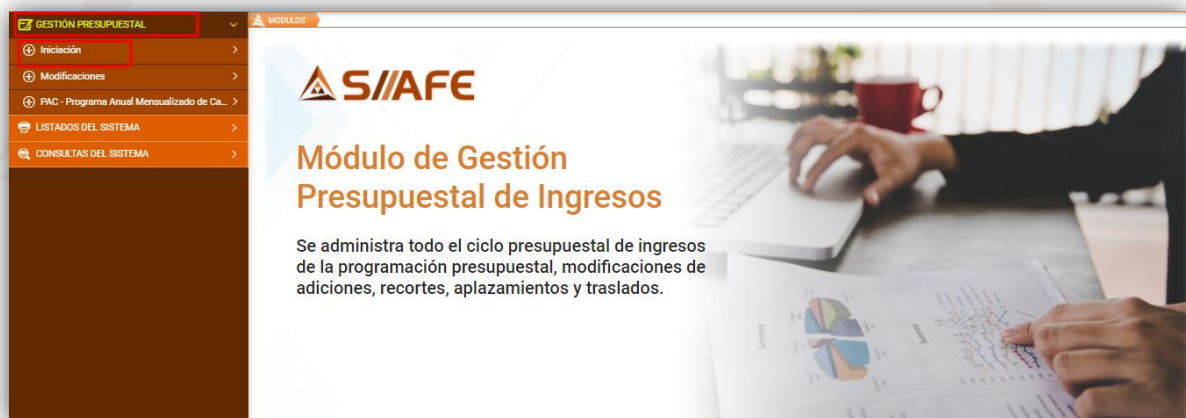 GESTIÓN PRESUPUESTAL
MODULOS
Iniciación
Modificaciones
PAC - Programa Anual Mensualizado de Ca...
LISTADOS DEL SISTEMA
CONSULTAS DEL SISTEMA
SIIAFE
Módulo de Gestión
Presupuestal de Ingresos
Se administra todo el ciclo presupuestal de ingresos
de la programación presupuestal, modificaciones de
adiciones, recortes, aplazamientos y traslados.
Summary